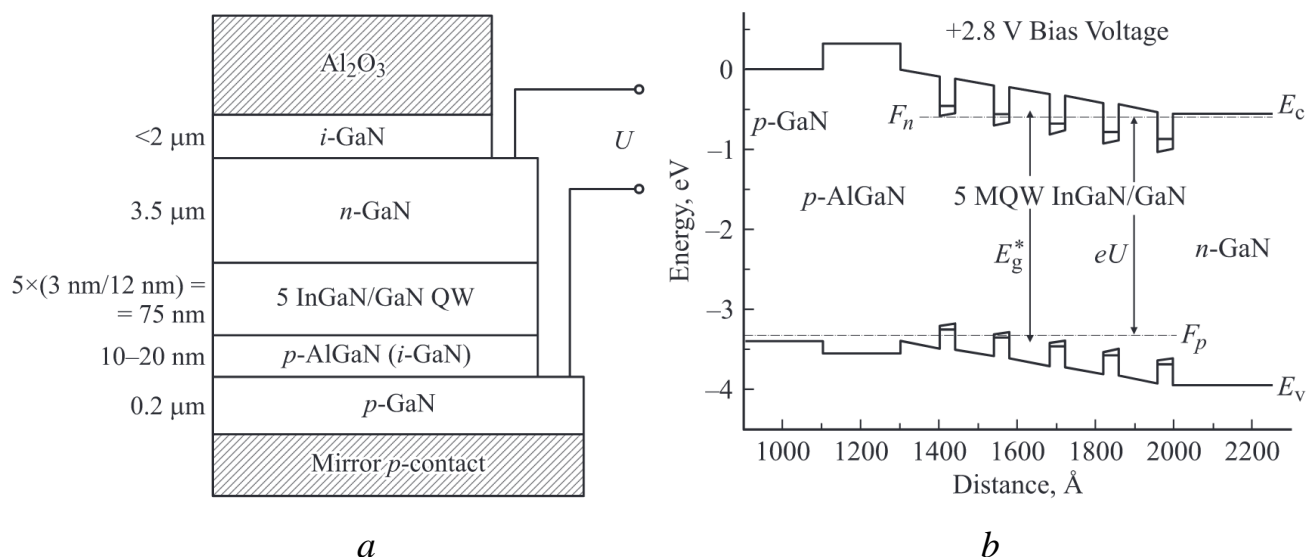 Al₂O₃
<2 μm
i-GaN
U
3.5 μm
n-GaN
5×(3 nm/12 nm) =
= 75 nm
5 InGaN/GaN QW
10–20 nm
p-AlGaN (i-GaN)
0.2 μm
p-GaN
Mirror p-contact
a
+2.8 V Bias Voltage
0
–1
–2
–3
–4
Energy, eV
p-GaN
Fn
Ec
p-AlGaN
5 MQW InGaN/GaN
E*g
eU
n-GaN
Fp
Ev
1000 1200 1400 1600 1800 2000 2200
Distance, Å
b